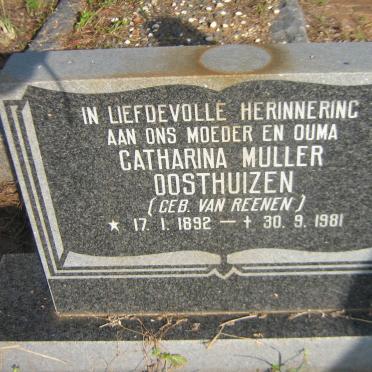 IN LIEFDEVOLLE HERINNERING
AAN ONS MOEDER EN OUMA
CATHARINA MULLER
OOSTHUIZEN
(GEB. VAN REENEN)
★ 17. 1. 1892 — † 30. 9. 1981